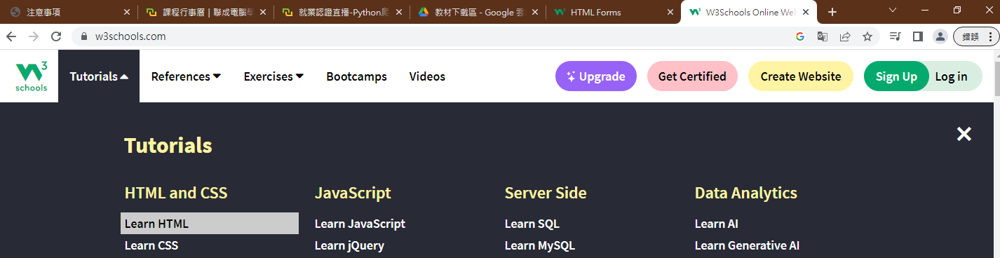 注意事項
課程行事曆 | 聯成電腦學
就業認證直播-Python爬
教材下載區 - Google 雲
HTML Forms
W3Schools Online Web
w3schools.com
錯誤
W3 schools
Tutorials
References
Exercises
Bootcamps
Videos
Upgrade
Get Certified
Create Website
Sign Up
Log in
Tutorials
HTML and CSS
JavaScript
Server Side
Data Analytics
Learn HTML
Learn JavaScript
Learn SQL
Learn AI
Learn CSS
Learn jQuery
Learn MySQL
Learn Generative AI